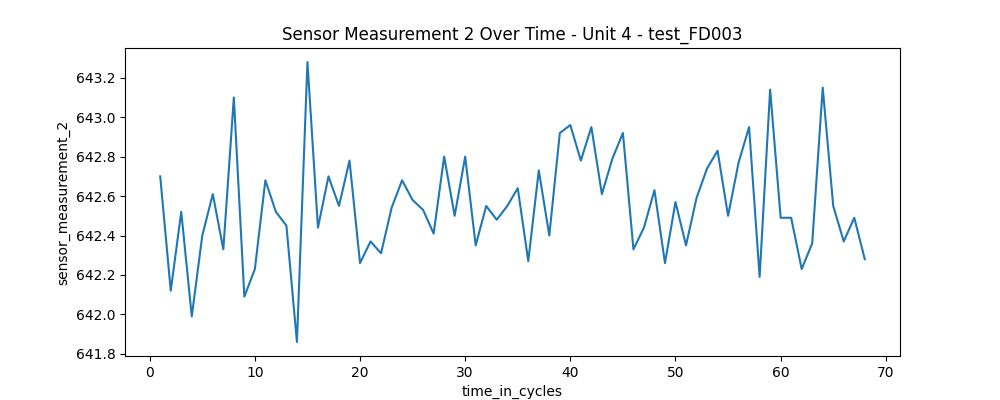 Sensor Measurement 2 Over Time - Unit 4 - test_FD003
sensor_measurement_2
643.2
643.0
642.8
642.6
642.4
642.2
642.0
641.8
0 10 20 30 40 50 60 70
time_in_cycles